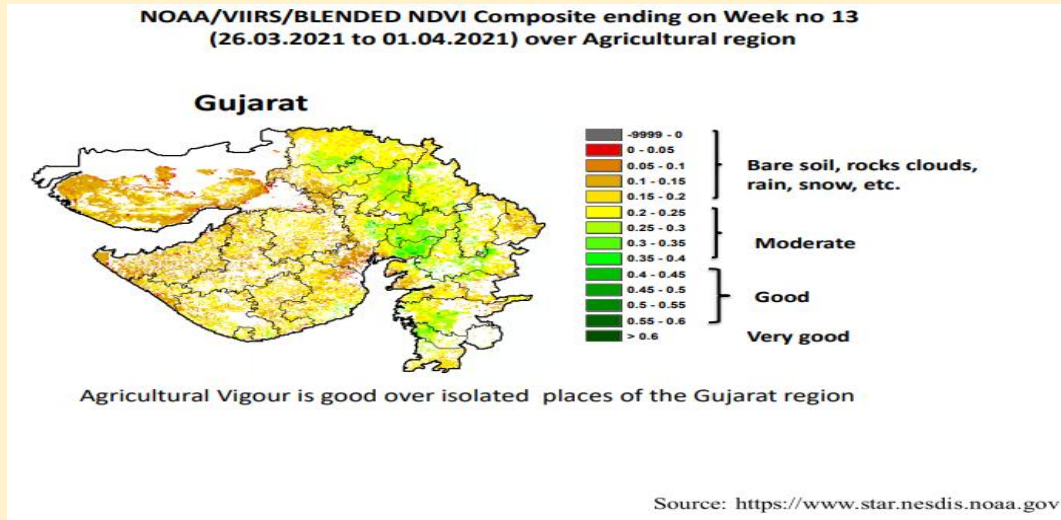 NOAA/VIIRS/BLENDED NDVI Composite ending on Week no 13
(26.03.2021 to 01.04.2021) over Agricultural region
Gujarat
-9999 - 0
0 - 0.05
0.05 - 0.1
0.1 - 0.15
0.15 - 0.2
0.2 - 0.25
0.25 - 0.3
0.3 - 0.35
0.35 - 0.4
0.4 - 0.45
0.45 - 0.5
0.5 - 0.55
0.55 - 0.6
> 0.6
Bare soil, rocks clouds,
rain, snow, etc.
Moderate
Good
Very good
Agricultural Vigour is good over isolated places of the Gujarat region
Source: https://www.star.nesdis.noaa.gov